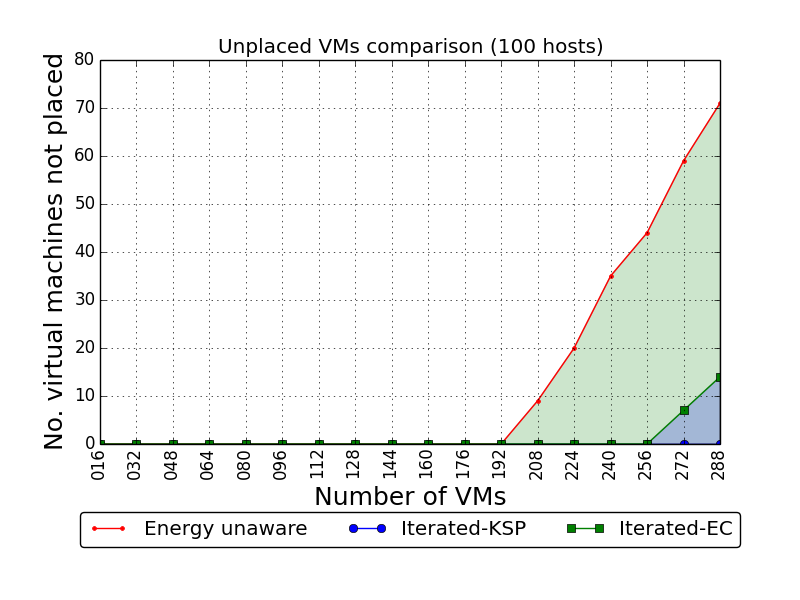 Unplaced VMs comparison (100 hosts)
No. virtual machines not placed
80
70
60
50
40
30
20
10
0
016 032 048 064 080 096 112 128 144 160 176 192 208 224 240 256 272 288
Number of VMs
Energy unaware Iterated-KSP Iterated-EC